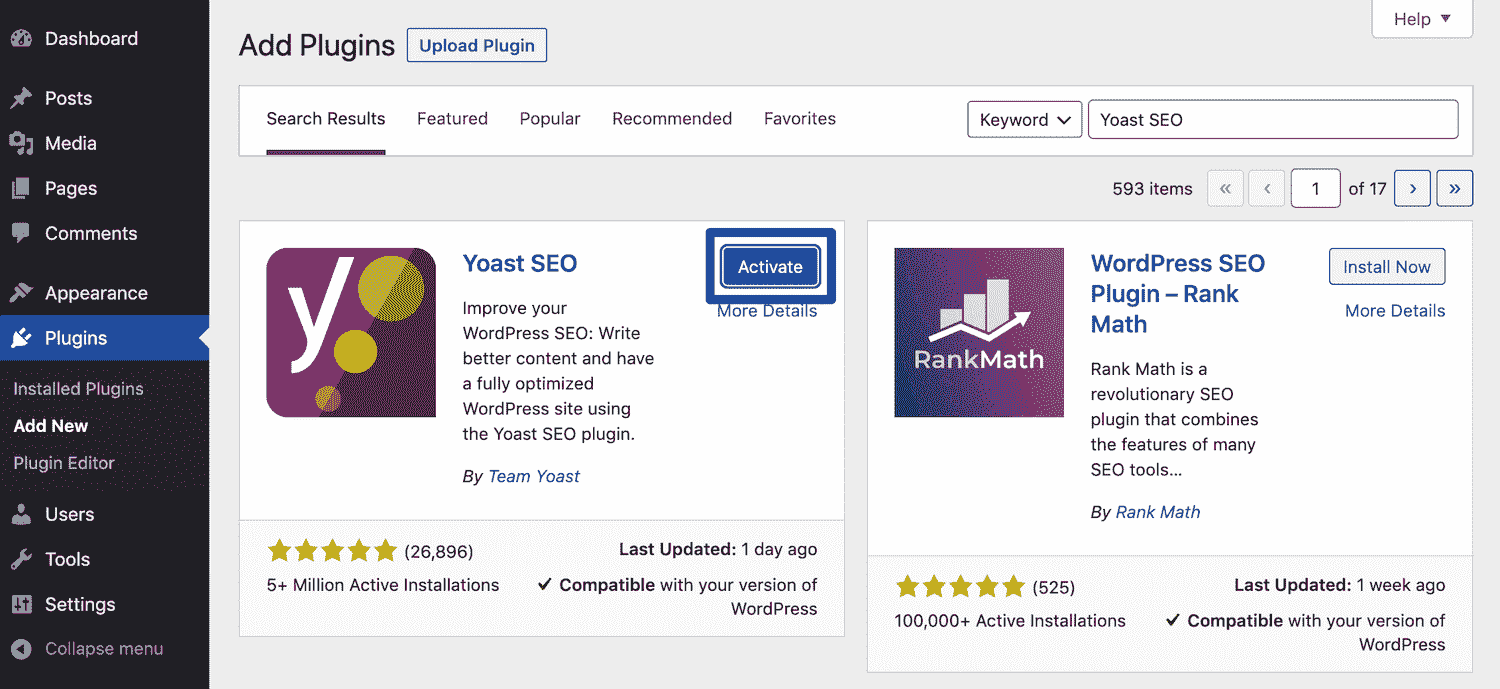 Dashboard
Posts
Media
Pages
Comments
Appearance
Plugins
Installed Plugins
Add New
Plugin Editor
Users
Tools
Settings
Collapse menu
Help ▼
Add Plugins
Upload Plugin
Search Results Featured Popular Recommended Favorites
Keyword Yoast SEO
593 items « ‹ 1 of 17 › »
y
Yoast SEO
Activate
More Details
Improve your
WordPress SEO: Write
better content and have
a fully optimized
WordPress site using
the Yoast SEO plugin.
By Team Yoast
(26,896)
5+ Million Active Installations
Last Updated: 1 day ago
✓ Compatible with your version of
WordPress
RankMath
WordPress SEO
Plugin – Rank
Math
Install Now
More Details
Rank Math is a
revolutionary SEO
plugin that combines
the features of many
SEO tools...
By Rank Math
(525)
100,000+ Active Installations
Last Updated: 1 week ago
✓ Compatible with your version of
WordPress